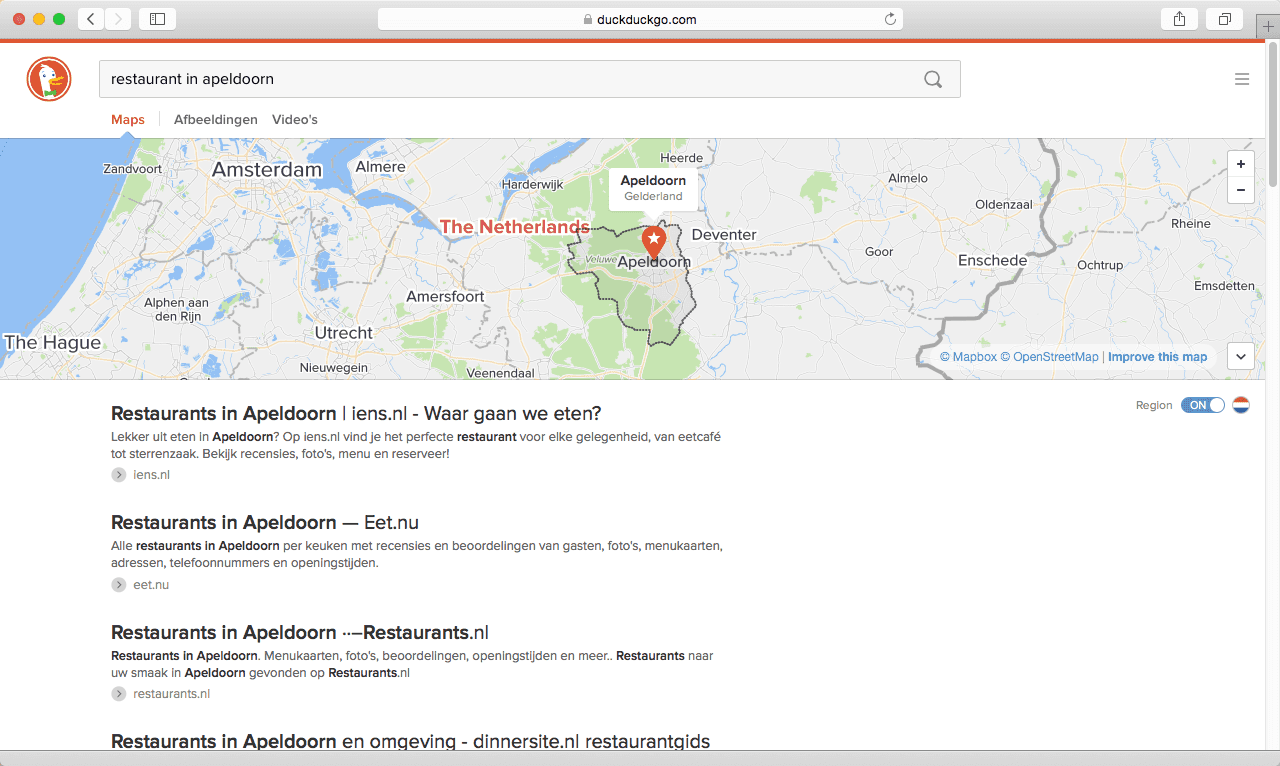 duckduckgo.com
restaurant in apeldoorn
Maps
Afbeeldingen
Video's
Zandvoort
Amsterdam
Almere
Heerde
Harderwijk
Apeldoorn
Gelderland
Almelo
Oldenzaal
Rheine
+
−
The Netherlands
Deventer
Veluwe
Apeldoorn
Goor
Enschede
Ochtrup
Emsdetten
Amersfoort
Alphen aan
den Rijn
Utrecht
The Hague
Nieuwegein
Veenendaal
© Mapbox © OpenStreetMap | Improve this map
Restaurants in Apeldoorn | iens.nl - Waar gaan we eten?
Region ON
Lekker uit eten in Apeldoorn? Op iens.nl vind je het perfecte restaurant voor elke gelegenheid, van eetcafé
tot sterrenzaak. Bekijk recensies, foto's, menu en reserveer!
iens.nl
Restaurants in Apeldoorn — Eet.nu
Alle restaurants in Apeldoorn per keuken met recensies en beoordelingen van gasten, foto's, menukaarten,
adressen, telefoonnummers en openingstijden.
eet.nu
Restaurants in Apeldoorn ··–Restaurants.nl
Restaurants in Apeldoorn. Menukaarten, foto's, beoordelingen, openingstijden en meer.. Restaurants naar
uw smaak in Apeldoorn gevonden op Restaurants.nl
restaurants.nl
Restaurants in Apeldoorn en omgeving - dinnersite.nl restaurantgids